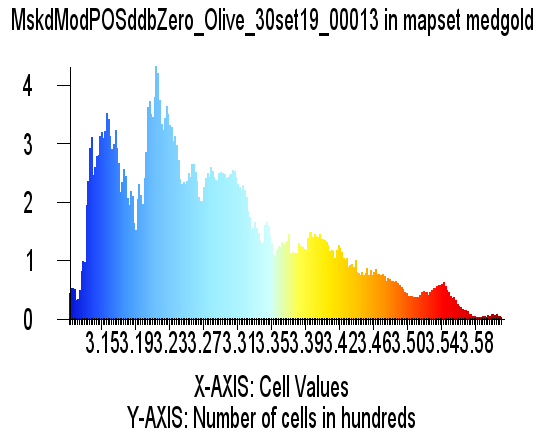 MskdModPOSddbZero_Olive_30set19_00013 in mapset medgold
4
3
2
1
0
3.153.193.233.273.313.353.393.423.463.503.543.58
X-AXIS: Cell Values
Y-AXIS: Number of cells in hundreds